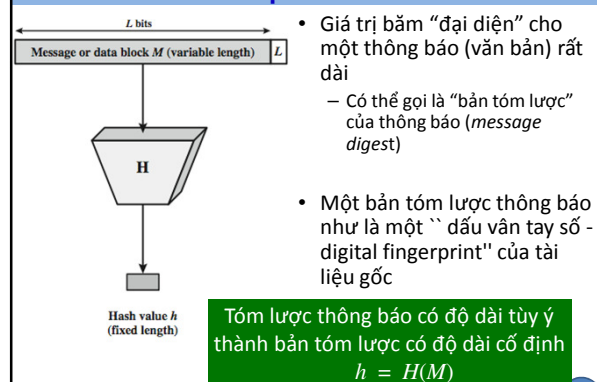 L bits
Message or data block M (variable length) L
H
Hash value h
(fixed length)
• Giá trị băm “đại diện” cho
một thông báo (văn bản) rất
dài
– Có thể gọi là “bản tóm lược”
của thông báo (message
digest)
• Một bản tóm lược thông báo
như là một `` dấu vân tay số -
digital fingerprint'' của tài
liệu gốc
Tóm lược thông báo có độ dài tùy ý
thành bản tóm lược có độ dài cố định
h = H(M)